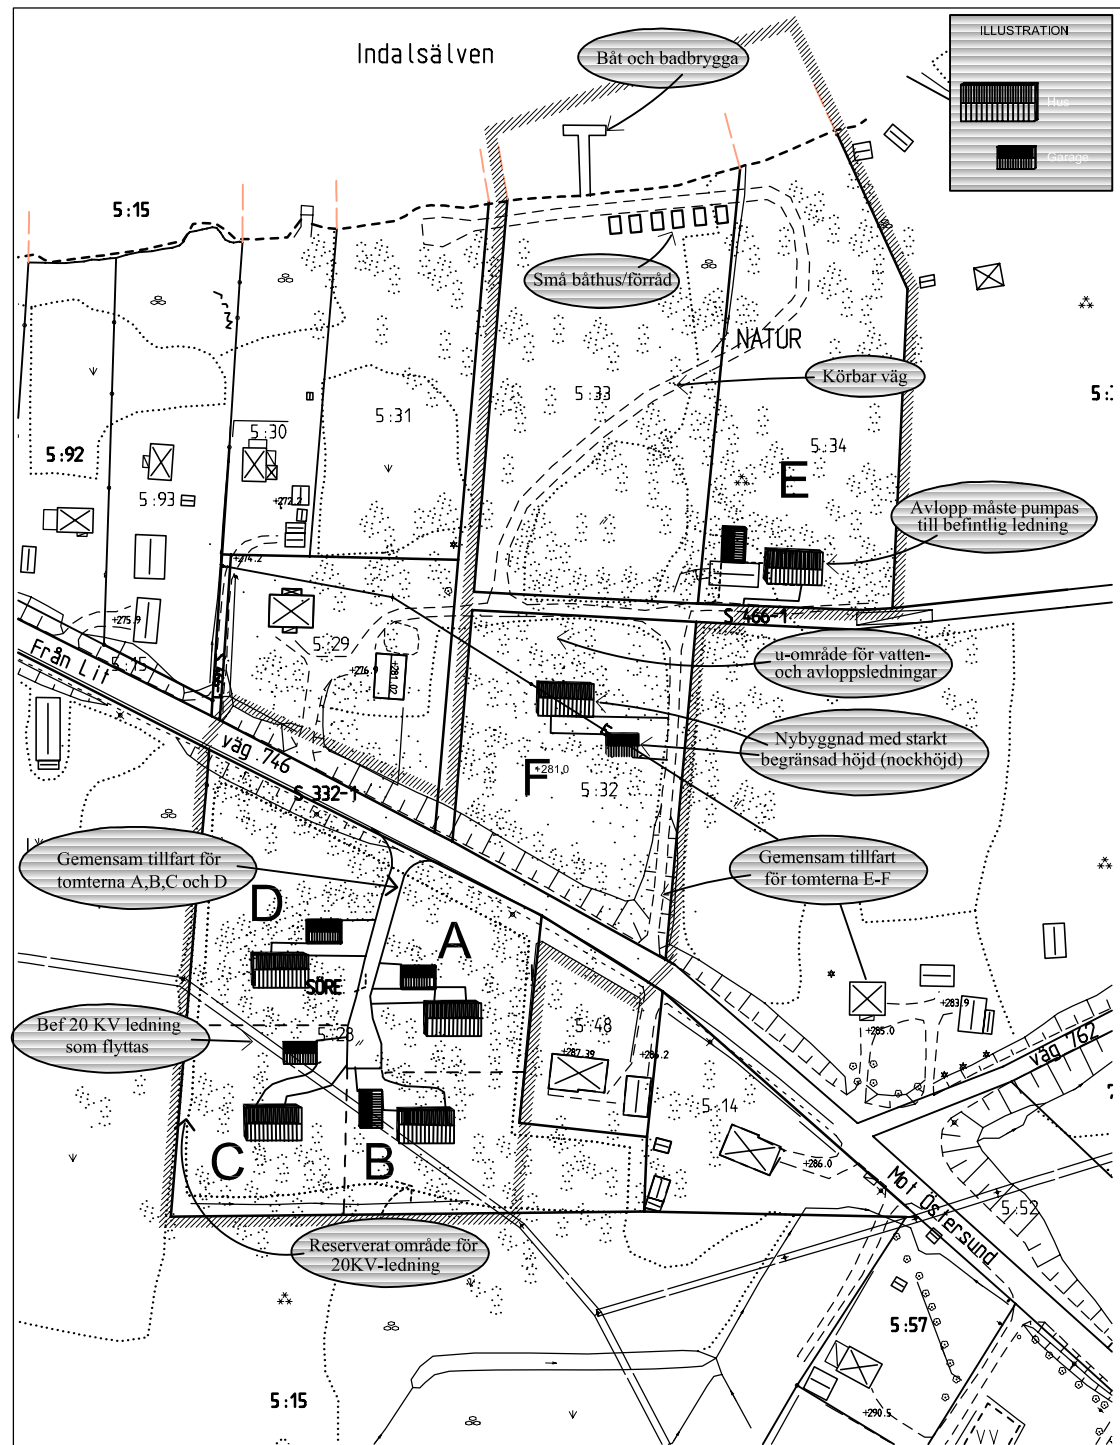 Indalsälven
Båt och badbrygga
ILLUSTRATION
Hus
Garage
5:15
Små båthus/förråd
NATUR
Körbar väg
5:33
5:31
5:30
5:92
5:93
5:34
E
+272.2
Avlopp måste pumpas
till befintlig ledning
+274.2
S 466-1
+275.9
5:29
Från Lit
5:15
+276.9
+281.02
u-område för vatten-
och avloppsledningar
Nybyggnad med starkt
begränsad höjd (nockhöjd)
väg 746
S 332-1
F
+281.0
5:32
Gemensam tillfart för
tomterna A,B,C och D
Gemensam tillfart
för tomterna E-F
D
A
SÖRE
5:28
Bef 20 KV ledning
som flyttas
5:48
+287.39
+286.2
+283.9
+285.0
väg 762
5:14
+286.0
C
B
Mot Östersund
5:52
Reserverat område för
20KV-ledning
5:57
5:15
+290.5